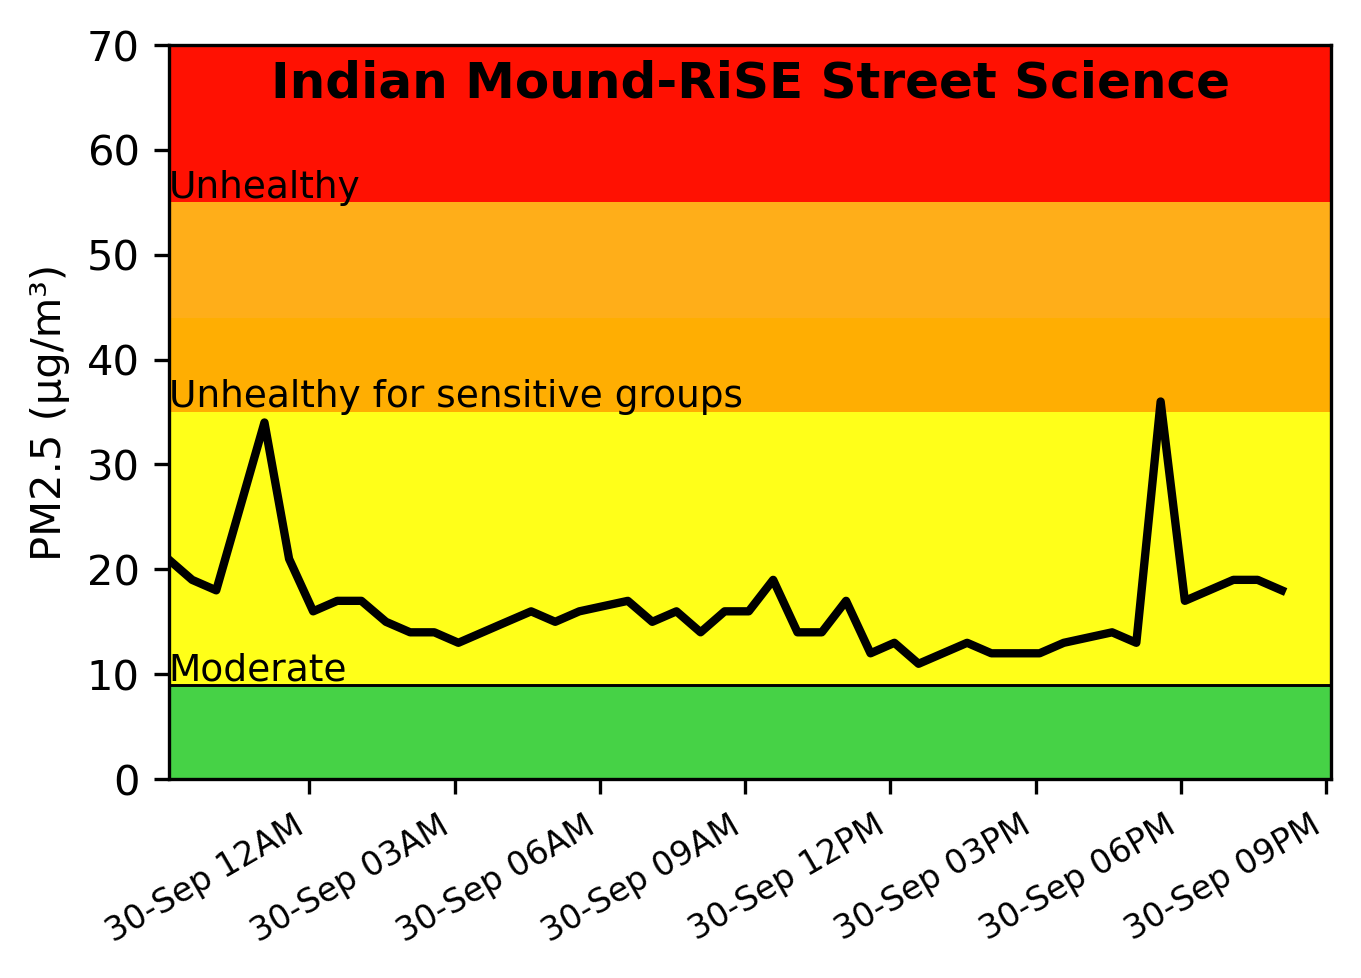 Indian Mound-RiSE Street Science
PM2.5 (µg/m³)
70
60
50
40
30
20
10
0
Unhealthy
Unhealthy for sensitive groups
Moderate
30-Sep 12AM
30-Sep 03AM
30-Sep 06AM
30-Sep 09AM
30-Sep 12PM
30-Sep 03PM
30-Sep 06PM
30-Sep 09PM